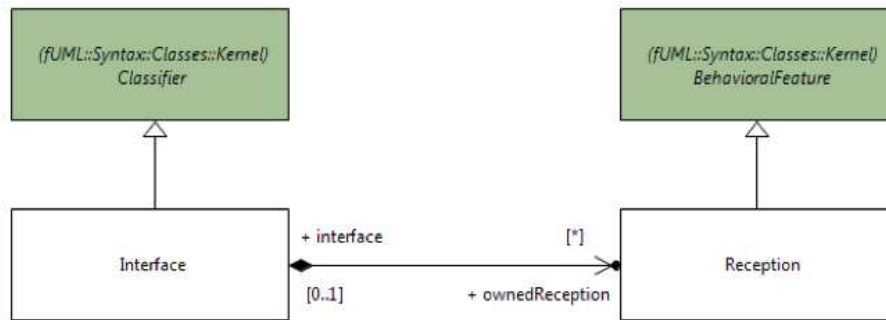 (fUML::Syntax::Classes::Kernel)
Classifier
(fUML::Syntax::Classes::Kernel)
BehavioralFeature
Interface
+ interface
[*]
[0..1]
+ ownedReception
Reception